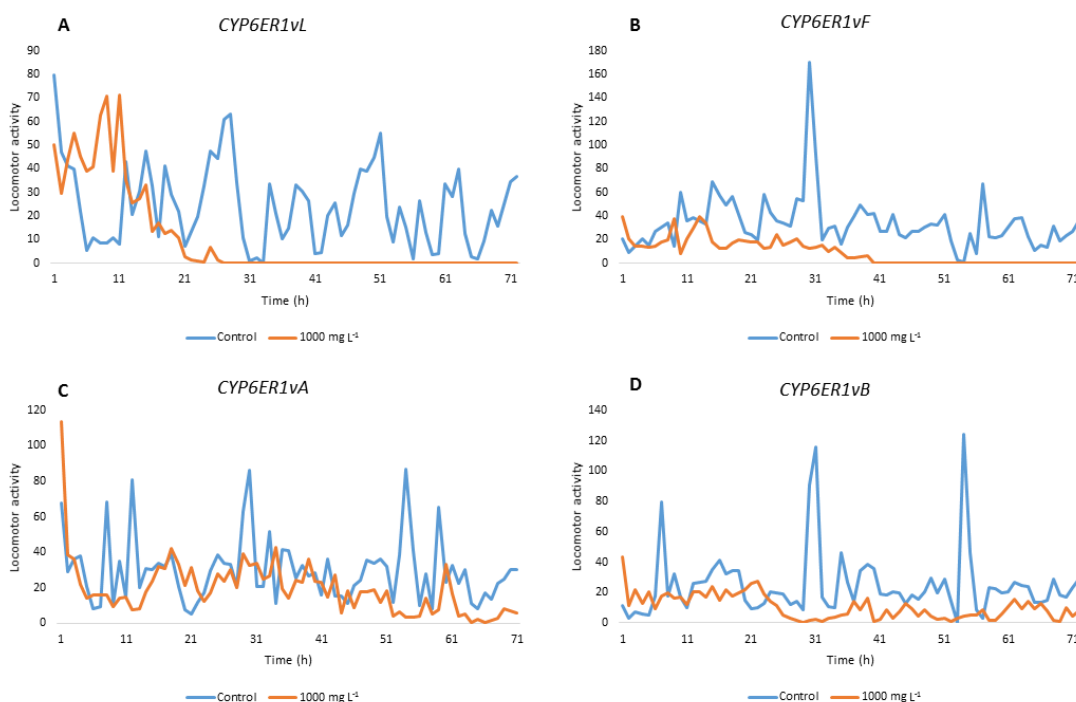 A
CYP6ER1vL
90
80
70
60
50
40
30
20
10
0
Locomotor activity
1 11 21 31 41 51 61 71
Time (h)
Control 1000 mg L⁻¹
B
CYP6ER1vF
180
160
140
120
100
80
60
40
20
0
Locomotor activity
1 11 21 31 41 51 61 71
Time (h)
Control 1000 mg L⁻¹
C
CYP6ER1vA
120
100
80
60
40
20
0
Locomotor activity
1 11 21 31 41 51 61 71
Time (h)
Control 1000 mg L⁻¹
D
CYP6ER1vB
140
120
100
80
60
40
20
0
Locomotor activity
1 11 21 31 41 51 61 71
Time (h)
Control 1000 mg L⁻¹